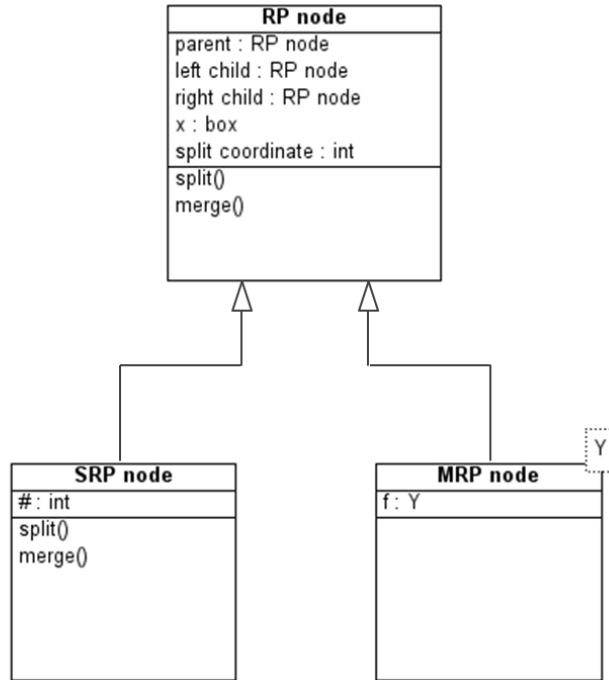 RP node
parent : RP node
left child : RP node
right child : RP node
x : box
split coordinate : int
split()
merge()
SRP node
# : int
split()
merge()
Y
MRP node
f : Y